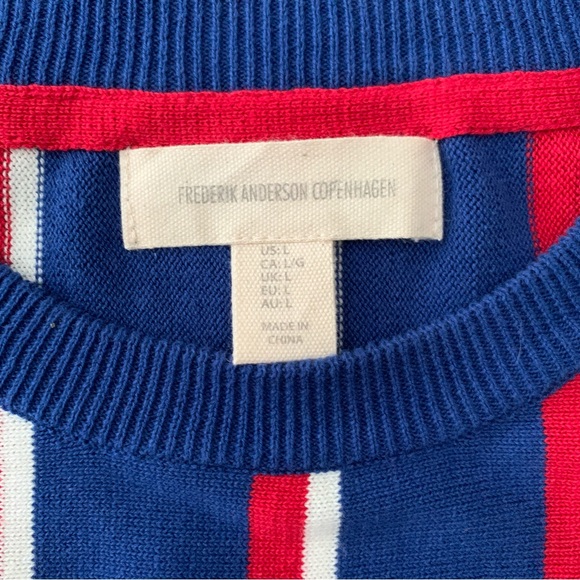 FREDERIK ANDERSON COPENHAGEN
US: L
CA: L/G
UK: L
EU: L
AU: L
MADE IN
CHINA